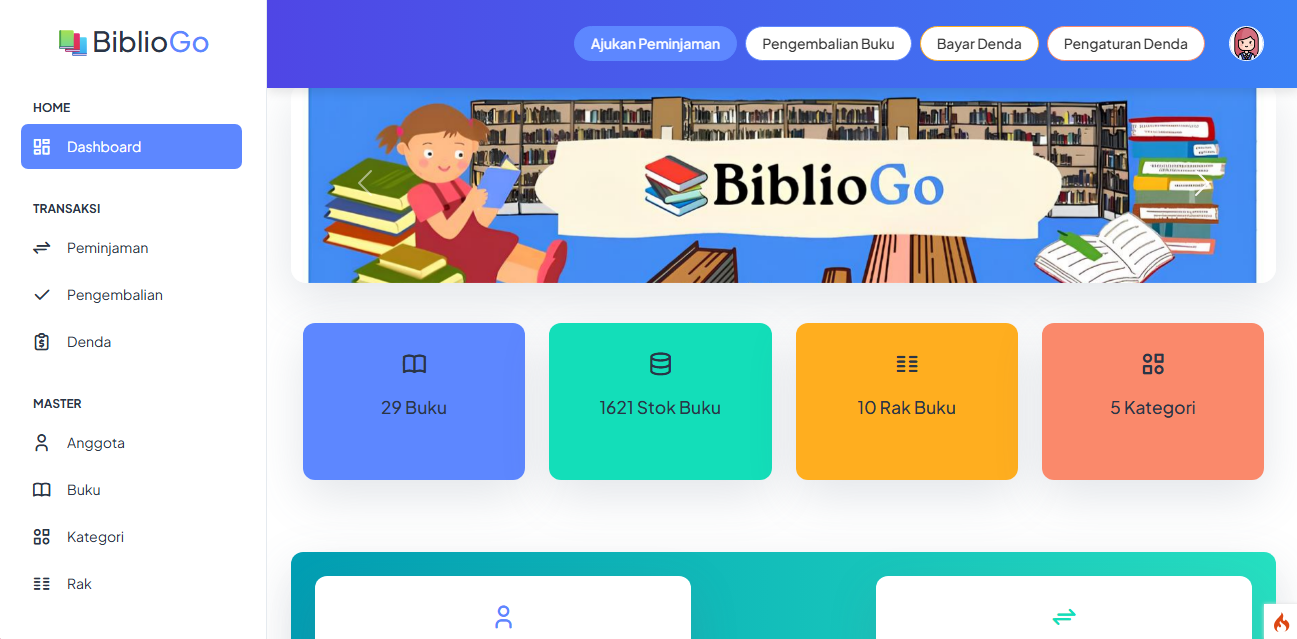 BiblioGo
HOME
Dashboard
TRANSAKSI
Peminjaman
Pengembalian
Denda
MASTER
Anggota
Buku
Kategori
Rak
Ajukan Peminjaman
Pengembalian Buku
Bayar Denda
Pengaturan Denda
BiblioGo
29 Buku
1621 Stok Buku
10 Rak Buku
5 Kategori